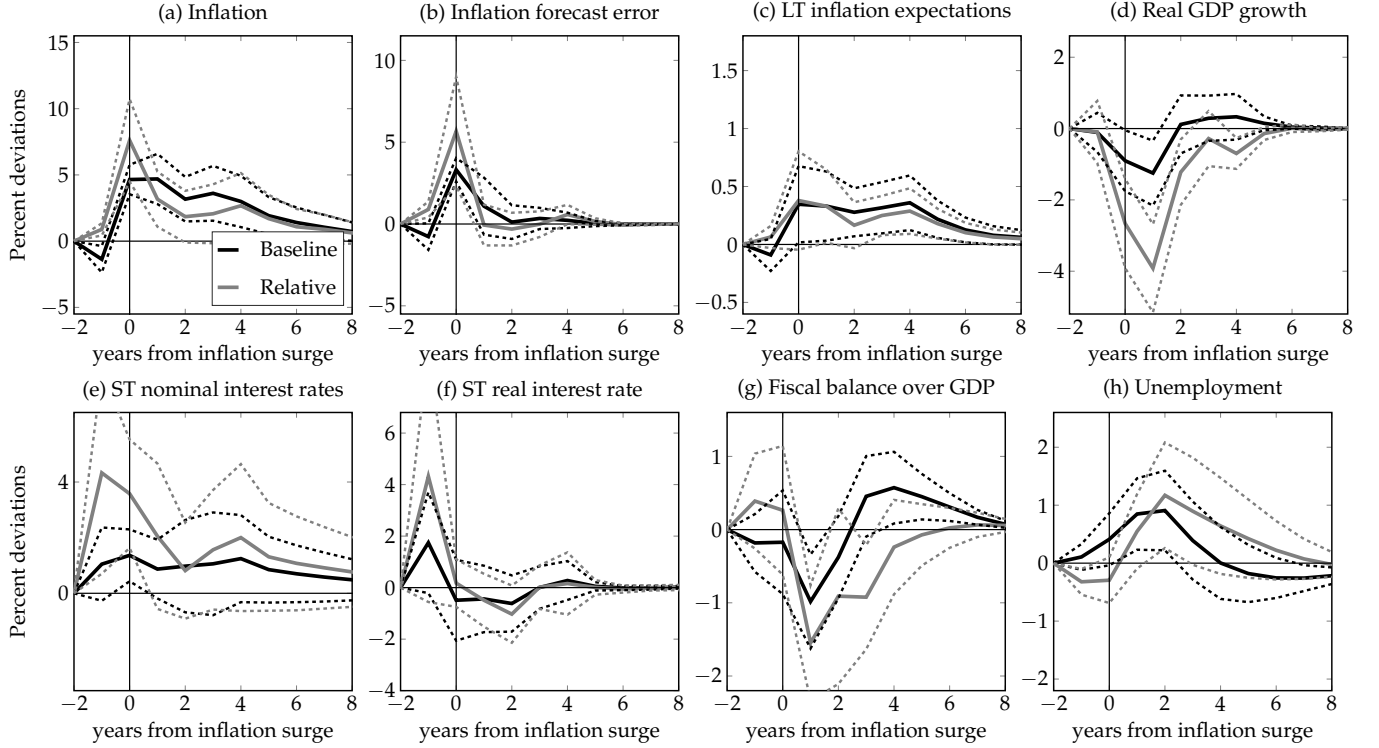 (a) Inflation
(b) Inflation forecast error
(c) LT inflation expectations
(d) Real GDP growth
Percent deviations
15
10
5
0
−5
Baseline
Relative
−2 0 2 4 6 8
years from inflation surge
10
5
0
−5
−2 0 2 4 6 8
years from inflation surge
1.5
1
0.5
0
−0.5
−2 0 2 4 6 8
years from inflation surge
2
0
−2
−4
−2 0 2 4 6 8
years from inflation surge
(e) ST nominal interest rates
(f) ST real interest rate
(g) Fiscal balance over GDP
(h) Unemployment
Percent deviations
4
0
−2 0 2 4 6 8
years from inflation surge
6
4
2
0
−2
−4
−2 0 2 4 6 8
years from inflation surge
1
0
−1
−2
−2 0 2 4 6 8
years from inflation surge
2
1
0
−1
−2
−2 0 2 4 6 8
years from inflation surge